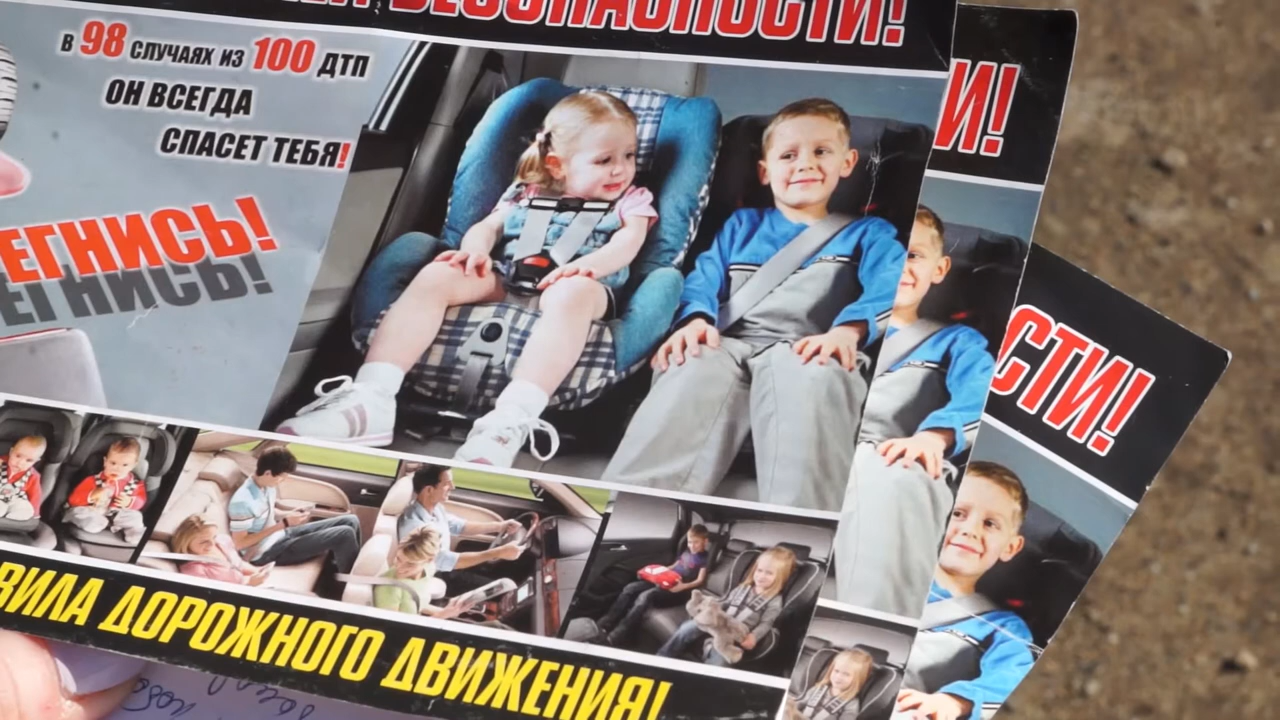 БЕЗОПАСНОСТИ!
В 98 СЛУЧАЯХ ИЗ 100 ДТП
ОН ВСЕГДА
СПАСЕТ ТЕБЯ!
ЕГНИСЬ!
ВИЛА ДОРОЖНОГО ДВИЖЕНИЯ!
И!
СТИ!